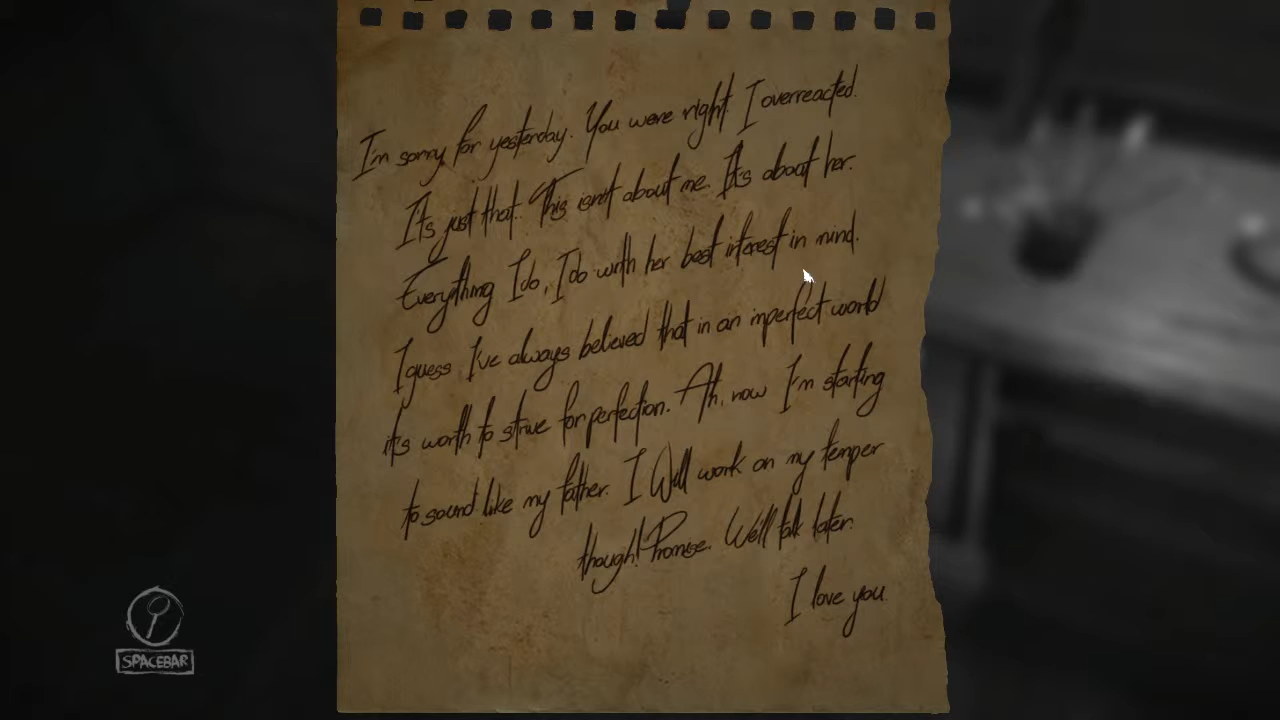 I'm sorry for yesterday. You were right. I overreacted.
It's just that.. This isn't about me. It's about her.
Everything I do, I do with her best interest in mind.
I guess I've always believed that in an imperfect world
it's worth to strive for perfection. Ah, now I'm starting
to sound like my father. I Will work on my temper
though! Promise. We'll talk later.
I love you.
SPACEBAR